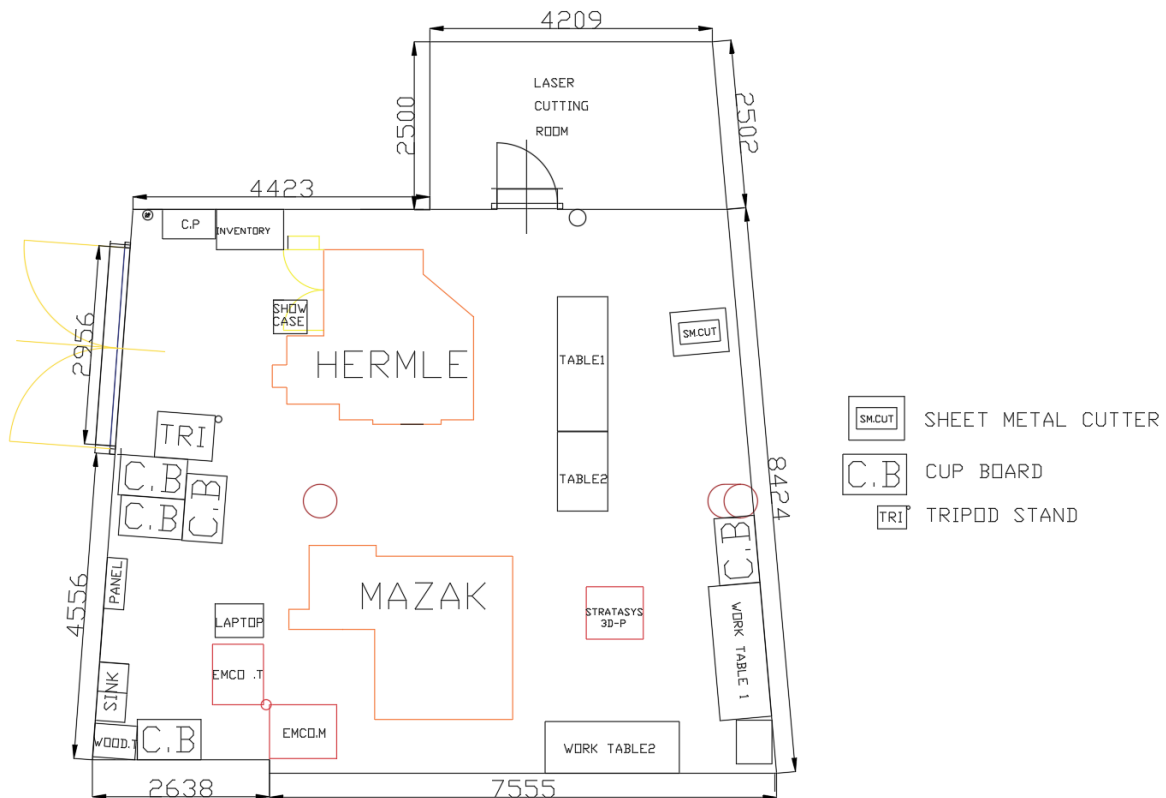 4209
LASER
CUTTING
ROOM
2500
2502
4423
C.P
INVENTORY
SHOW
CASE
HERMLE
TABLE1
SM.CUT
2956
TRI
C.B
C.B
C.B
TABLE2
8424
SM.CUT SHEET METAL CUTTER
C.B CUP BOARD
TRI TRIPOD STAND
C.B
PANEL
4556
MAZAK
LAPTOP
STRATASYS
3D-P
WORK TABLE 1
EMCO .T
SINK
WOOD.T
C.B
EMCO.M
WORK TABLE2
2638
7555